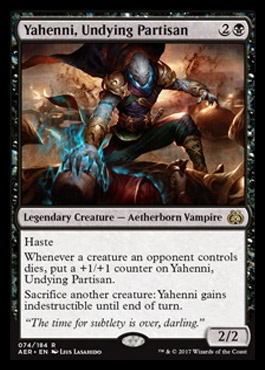 Yahenni, Undying Partisan 2
Legendary Creature — Aetherborn Vampire
Haste
Whenever a creature an opponent controls
dies, put a +1/+1 counter on Yahenni,
Undying Partisan.
Sacrifice another creature: Yahenni gains
indestructible until end of turn.
"The time for subtlety is over, darling."
2/2
074/184 R
AER • EN LIUS LASAHIDO
™ & © 2017 Wizards of the Coast